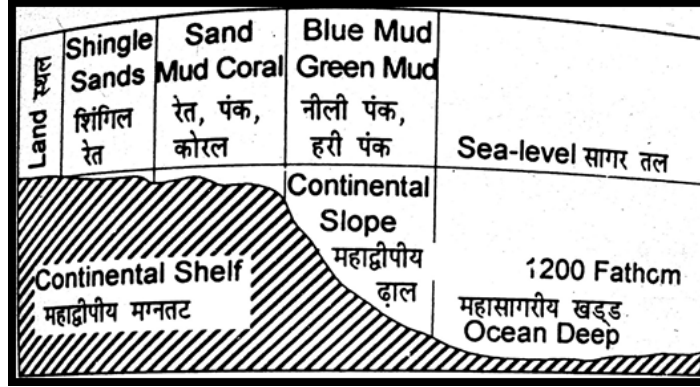 Land स्थल
Shingle
Sands
शिंगिल
रेत
Sand
Mud Coral
रेत, पंक,
कोरल
Blue Mud
Green Mud
नीली पंक,
हरी पंक
Sea-level सागर तल
Continental
Slope
महाद्वीपीय
ढ़ाल
Continental Shelf
महाद्वीपीय मग्नतट
1200 Fathom
महासागरीय खड्ड
Ocean Deep